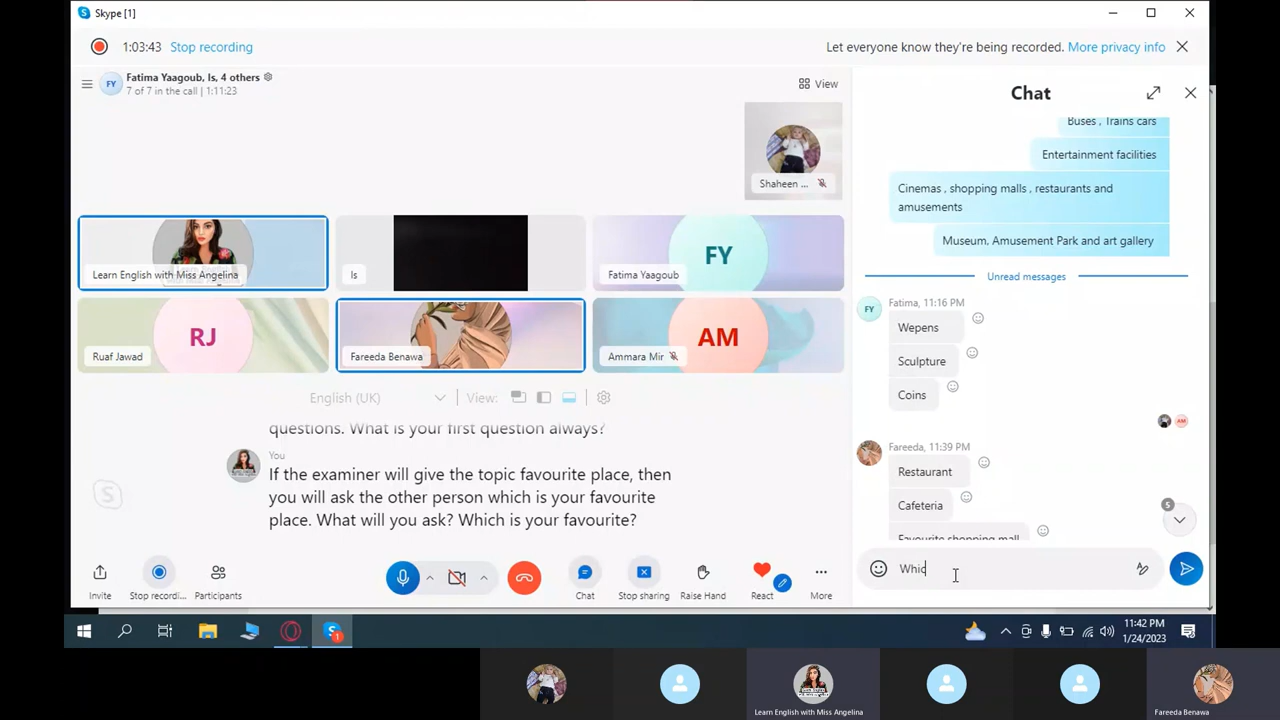 Skype [1]
1:03:43 Stop recording
Let everyone know they're being recorded. More privacy info
Fatima Yaagoub, Is, 4 others
7 of 7 in the call | 1:11:23
View
FY
Shaheen ...
Learn English with Miss Angelina
Is
FY
Fatima Yaagoub
RJ
Ruaf Jawad
Fareeda Benawa
AM
Ammara Mir
English (UK)
View:
questions. What is your first question always?
You
If the examiner will give the topic favourite place, then
you will ask the other person which is your favourite
place. What will you ask? Which is your favourite?
Invite
Stop recordi...
Participants
Chat
Stop sharing
Raise Hand
React
More
Chat
Buses , Trains cars
Entertainment facilities
Cinemas , shopping malls , restaurants and
amusements
Museum, Amusement Park and art gallery
Unread messages
FY
Fatima, 11:16 PM
Wepens
Sculpture
Coins
AM
Fareeda, 11:39 PM
Restaurant
Cafeteria
Favourite shopping mall
5
Whic
1
11:42 PM
1/24/2023
Learn English with Miss Angelina
Fareeda Benawa